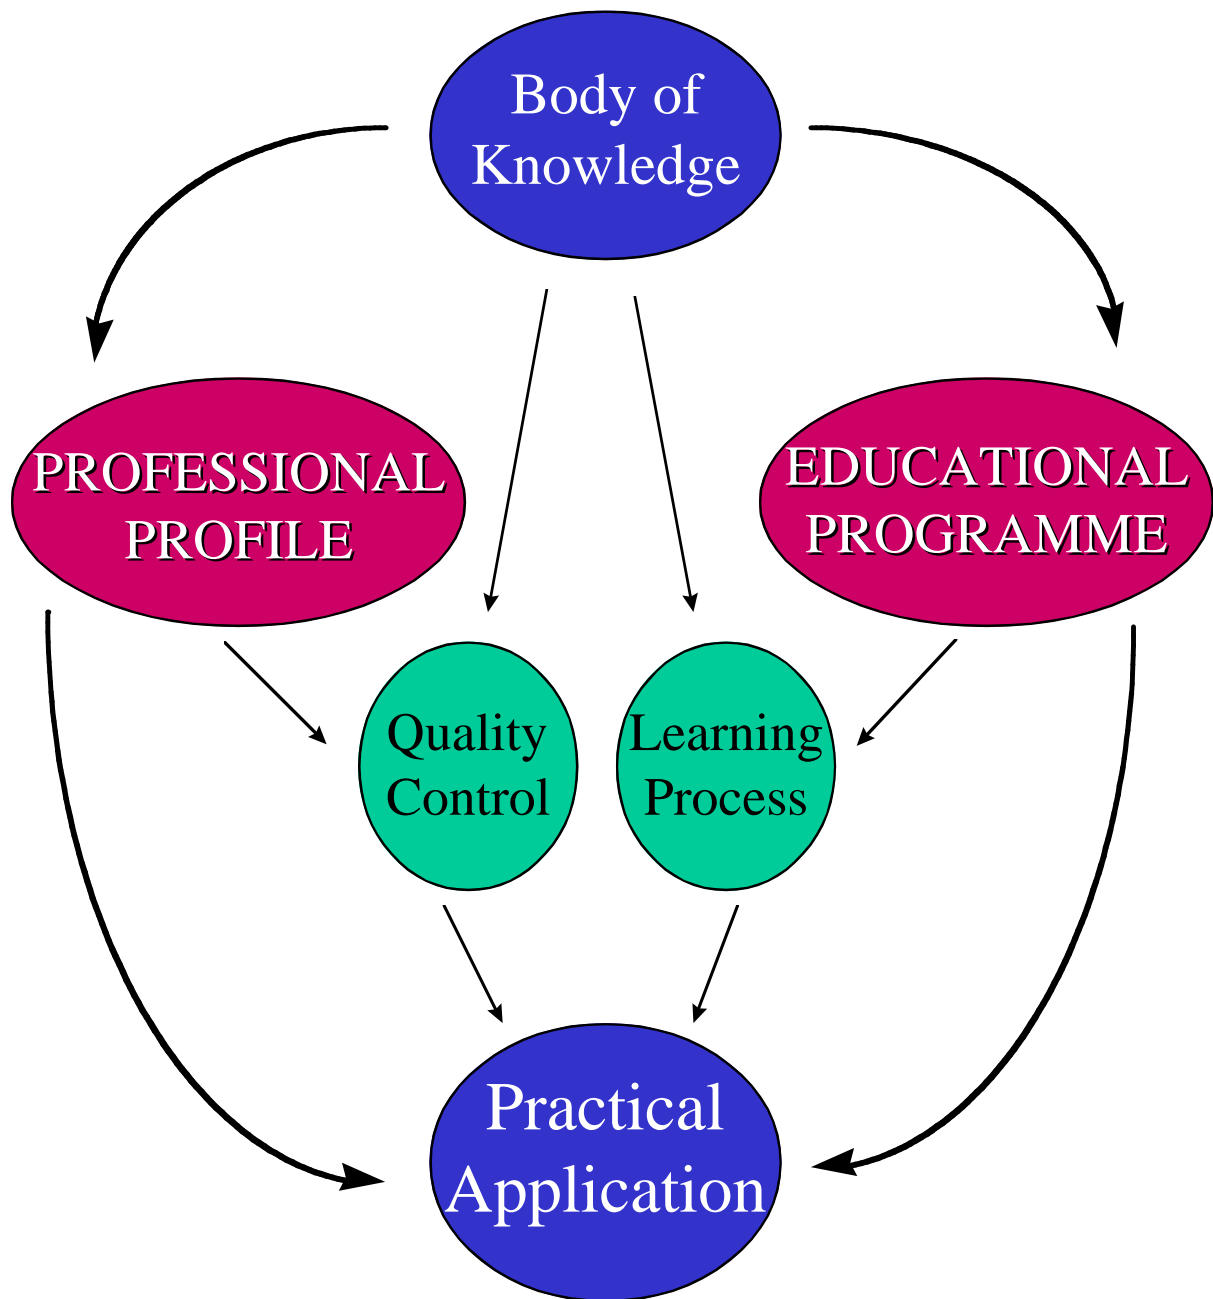 Body of
Knowledge
PROFESSIONAL
PROFILE
EDUCATIONAL
PROGRAMME
Quality
Control
Learning
Process
Practical
Application